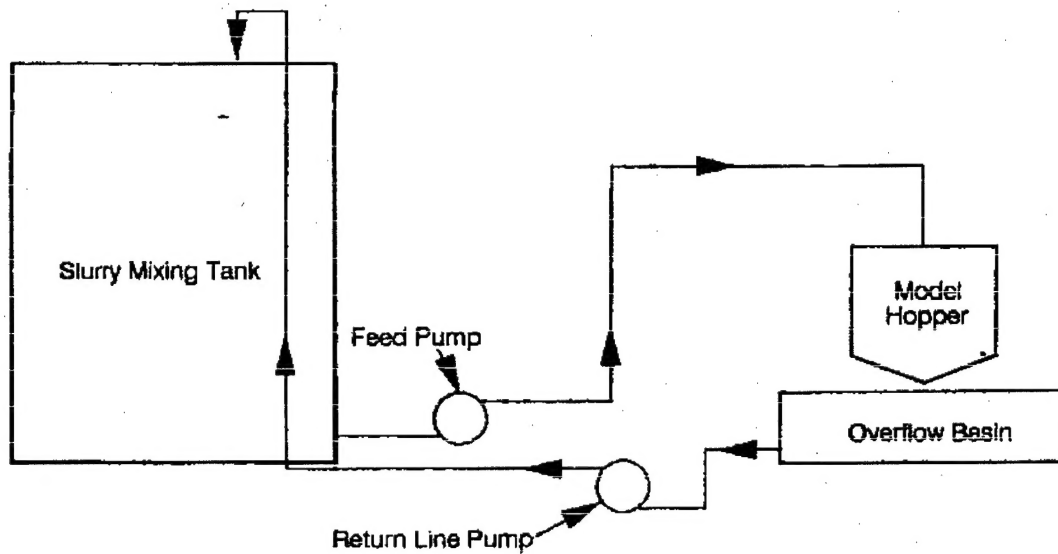 Slurry Mixing Tank
Feed Pump
Model
Hopper
Overflow Basin
Return Line Pump